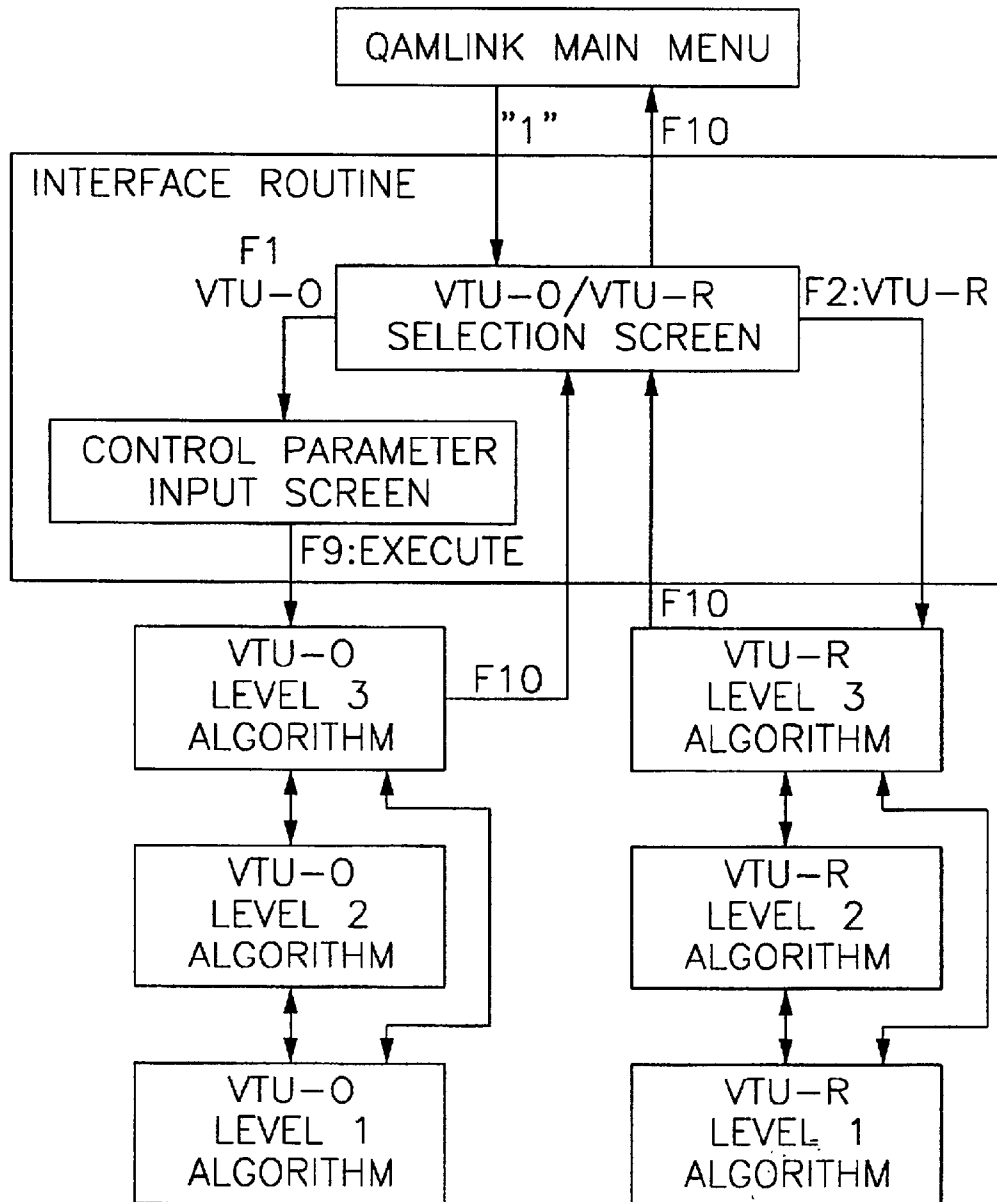 QAMLINK MAIN MENU
"1"
F10
INTERFACE ROUTINE
F1
VTU-O
VTU-O/VTU-R
SELECTION SCREEN
F2:VTU-R
CONTROL PARAMETER
INPUT SCREEN
F9:EXECUTE
F10
VTU-O
LEVEL 3
ALGORITHM
F10
VTU-R
LEVEL 3
ALGORITHM
VTU-O
LEVEL 2
ALGORITHM
VTU-R
LEVEL 2
ALGORITHM
VTU-O
LEVEL 1
ALGORITHM
VTU-R
LEVEL 1
ALGORITHM